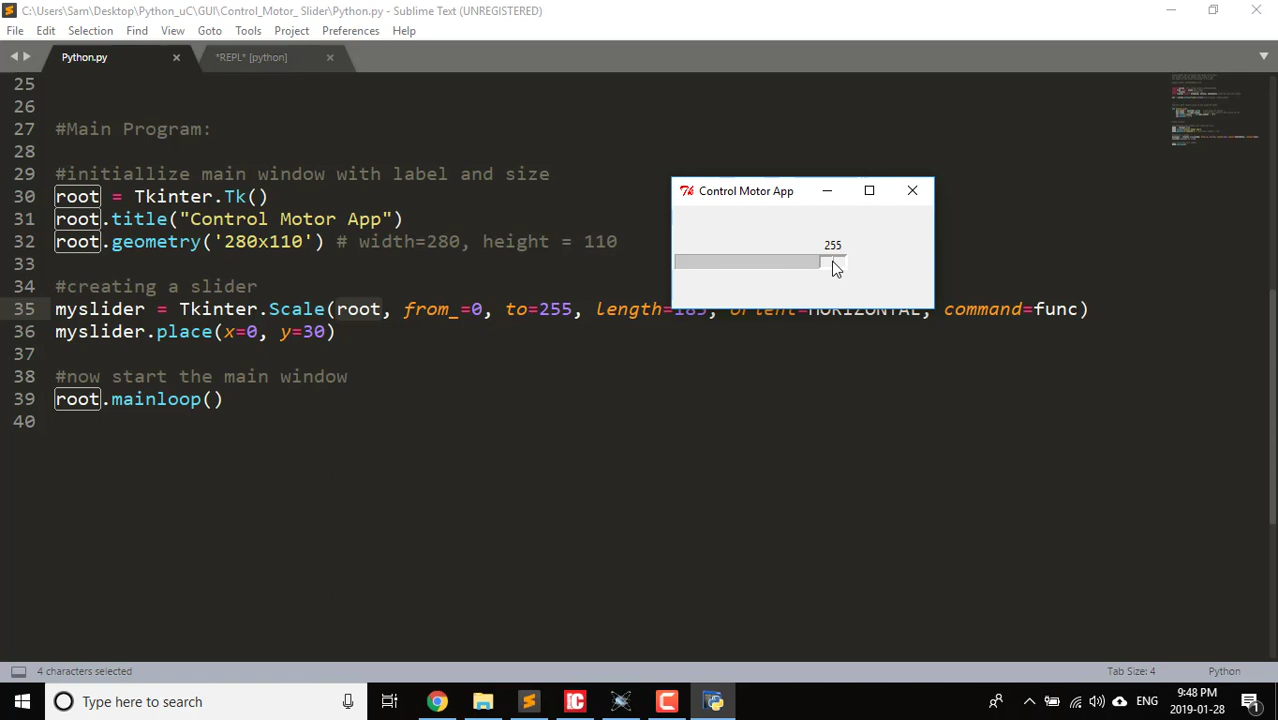 C:\Users\Sam\Desktop\Python_uC\GUI\Control_Motor_ Slider\Python.py - Sublime Text (UNREGISTERED)
File Edit Selection Find View Goto Tools Project Preferences Help
Python.py *REPL* [python]
25
26
27 #Main Program:
28
29 #initiallize main window with label and size
30 root = Tkinter.Tk()
31 root.title("Control Motor App")
32 root.geometry('280x110') # width=280, height = 110
33
34 #creating a slider
35 myslider = Tkinter.Scale(root, from_=0, to=255, length=185, orient=HORIZONTAL, command=func)
36 myslider.place(x=0, y=30)
37
38 #now start the main window
39 root.mainloop()
40
Control Motor App
255
4 characters selected Tab Size: 4 Python
Type here to search ENG 9:48 PM
2019-01-28
1